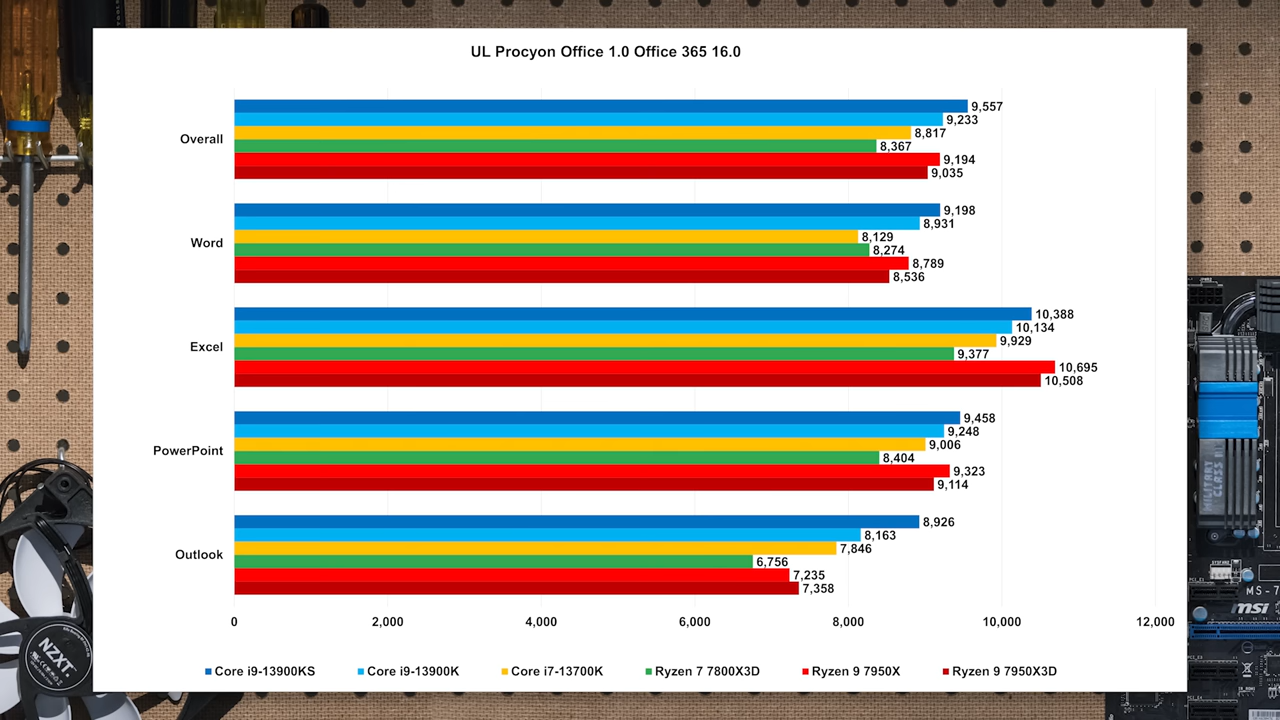 UL Procyon Office 1.0 Office 365 16.0
Overall
9,557
9,233
8,817
8,367
9,194
9,035
Word
9,198
8,931
8,129
8,274
8,789
8,536
Excel
10,388
10,134
9,929
9,377
10,695
10,508
PowerPoint
9,458
9,248
9,006
8,404
9,323
9,114
Outlook
8,926
8,163
7,846
6,756
7,235
7,358
0 2,000 4,000 6,000 8,000 10,000 12,000
Core i9-13900KS Core i9-13900K Core Ryzen 7 7800X3D Ryzen 9 7950X Ryzen 9 7950X3D
NZXT
MILITARY
CLASS
MS-7
msi